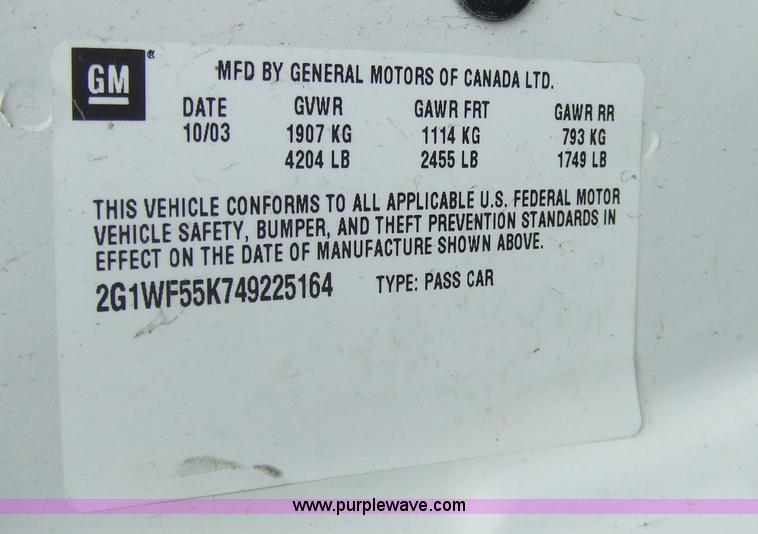 GM
MFD BY GENERAL MOTORS OF CANADA LTD.
DATE GVWR GAWR FRT GAWR RR
10/03 1907 KG 1114 KG 793 KG
4204 LB 2455 LB 1749 LB
THIS VEHICLE CONFORMS TO ALL APPLICABLE U.S. FEDERAL MOTOR
VEHICLE SAFETY, BUMPER, AND THEFT PREVENTION STANDARDS IN
EFFECT ON THE DATE OF MANUFACTURE SHOWN ABOVE.
2G1WF55K749225164 TYPE: PASS CAR
www.purplewave.com